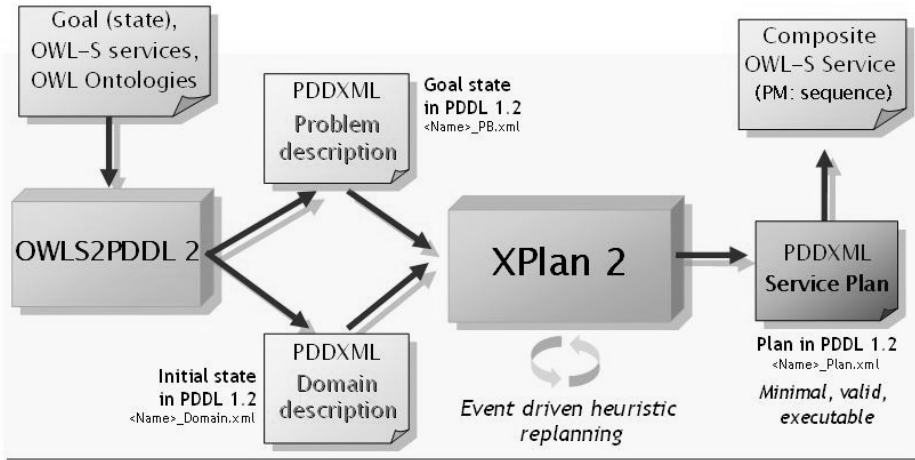 Goal (state),
OWL-S services,
OWL Ontologies
OWLS2PDDL 2
PDDXML
Problem
description
Goal state
in PDDL 1.2
<Name>_PB.xml
PDDXML
Domain
description
Initial state
in PDDL 1.2
<Name>_Domain.xml
XPlan 2
Event driven heuristic
replanning
PDDXML
Service Plan
Plan in PDDL 1.2
<Name>_Plan.xml
Minimal, valid,
executable
Composite
OWL-S Service
(PM: sequence)